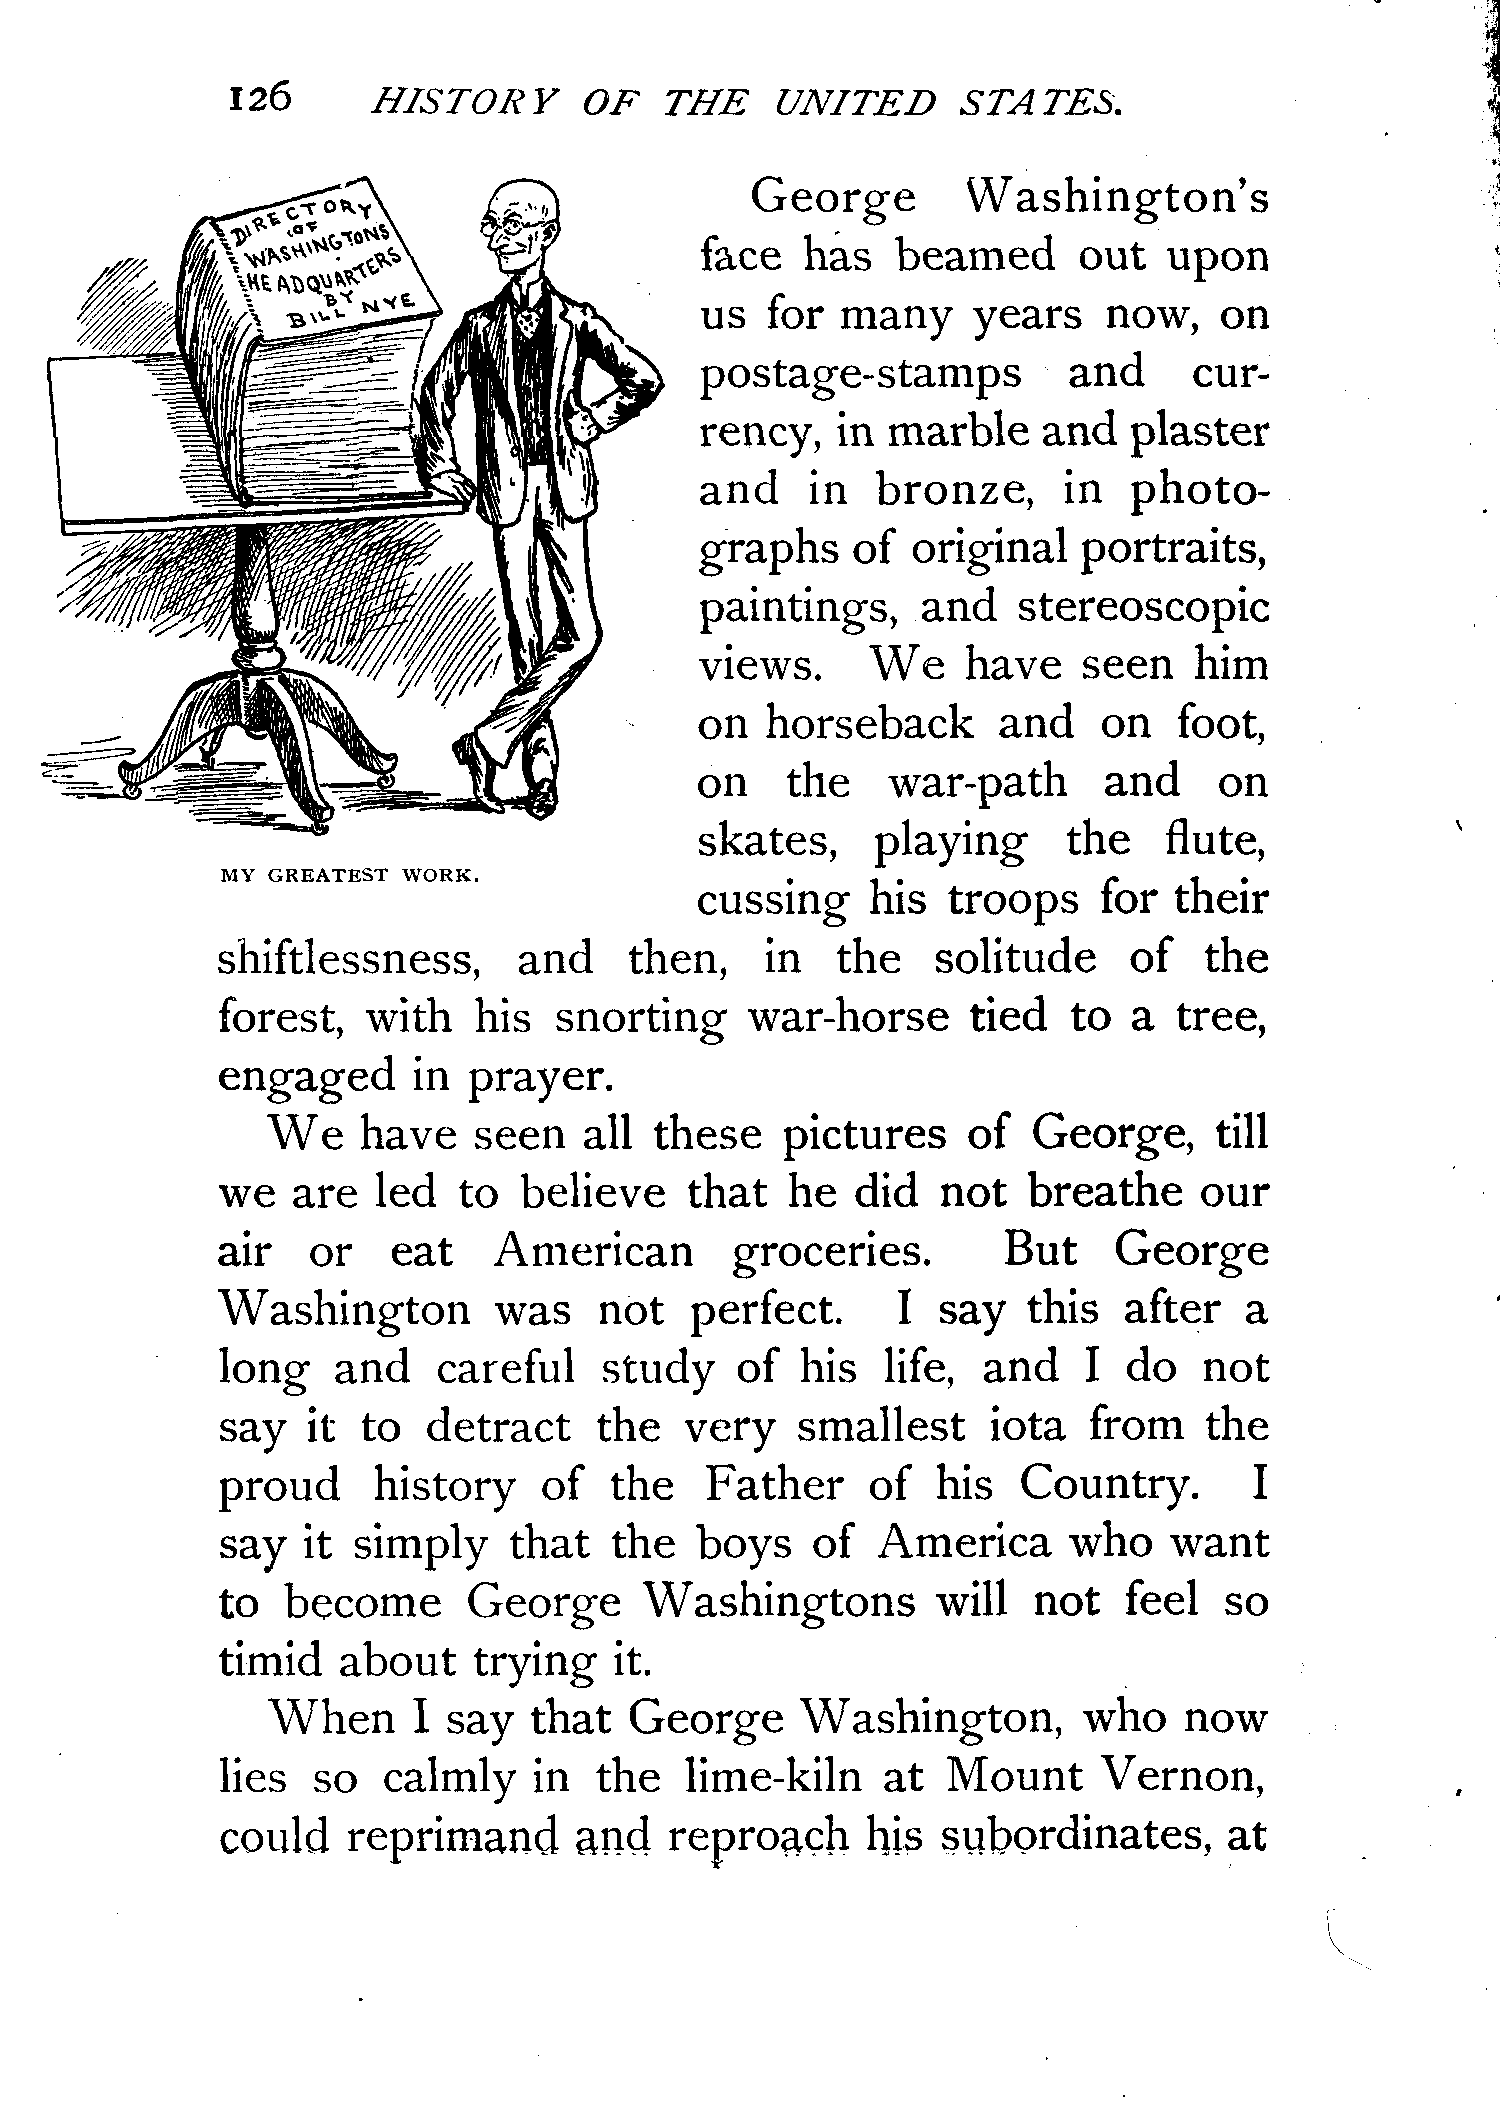 126 HISTORY OF THE UNITED STATES.
DIRECTORY
OF
WASHINGTONS
HEADQUARTERS
BY
BILL NYE
MY GREATEST WORK.
George Washington's
face has beamed out upon
us for many years now, on
postage-stamps and cur-
rency, in marble and plaster
and in bronze, in photo-
graphs of original portraits,
paintings, and stereoscopic
views. We have seen him
on horseback and on foot,
on the war-path and on
skates, playing the flute,
cussing his troops for their
shiftlessness, and then, in the solitude of the
forest, with his snorting war-horse tied to a tree,
engaged in prayer.
We have seen all these pictures of George, till
we are led to believe that he did not breathe our
air or eat American groceries. But George
Washington was not perfect. I say this after a
long and careful study of his life, and I do not
say it to detract the very smallest iota from the
proud history of the Father of his Country. I
say it simply that the boys of America who want
to become George Washingtons will not feel so
timid about trying it.
When I say that George Washington, who now
lies so calmly in the lime-kiln at Mount Vernon,
could reprimand and reproach his subordinates, at